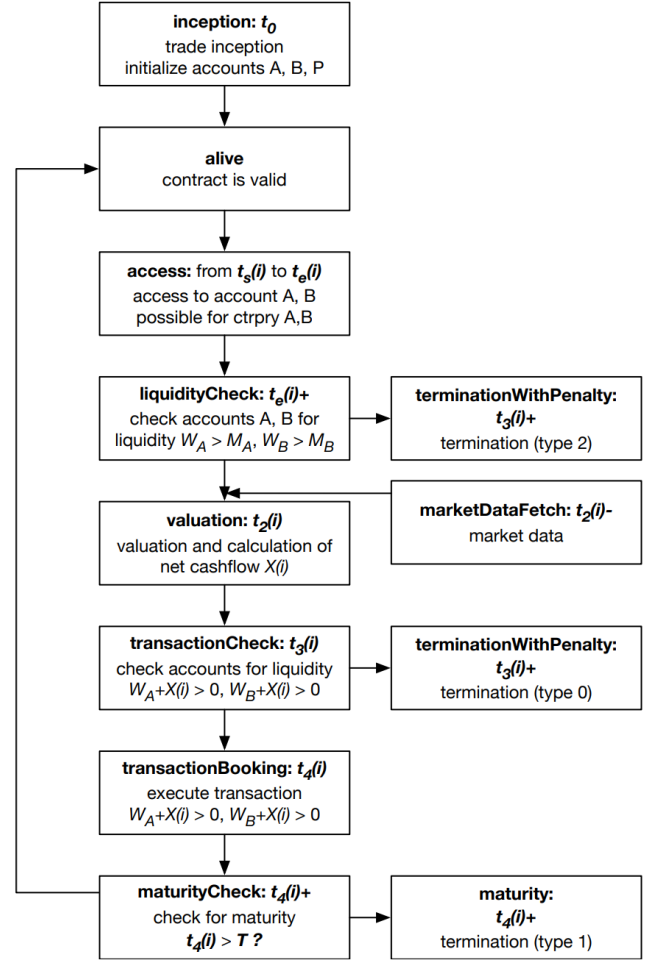 inception: t0
trade inception
initialize accounts A, B, P
alive
contract is valid
access: from ts(i) to te(i)
access to account A, B
possible for ctrpry A,B
liquidityCheck: te(i)+
check accounts A, B for
liquidity WA > MA, WB > MB
terminationWithPenalty:
t3(i)+
termination (type 2)
marketDataFetch: t2(i)-
market data
valuation: t2(i)
valuation and calculation of
net cashflow X(i)
transactionCheck: t3(i)
check accounts for liquidity
WA+X(i) > 0, WB+X(i) > 0
terminationWithPenalty:
t3(i)+
termination (type 0)
transactionBooking: t4(i)
execute transaction
WA+X(i) > 0, WB+X(i) > 0
maturityCheck: t4(i)+
check for maturity
t4(i) > T ?
maturity:
t4(i)+
termination (type 1)